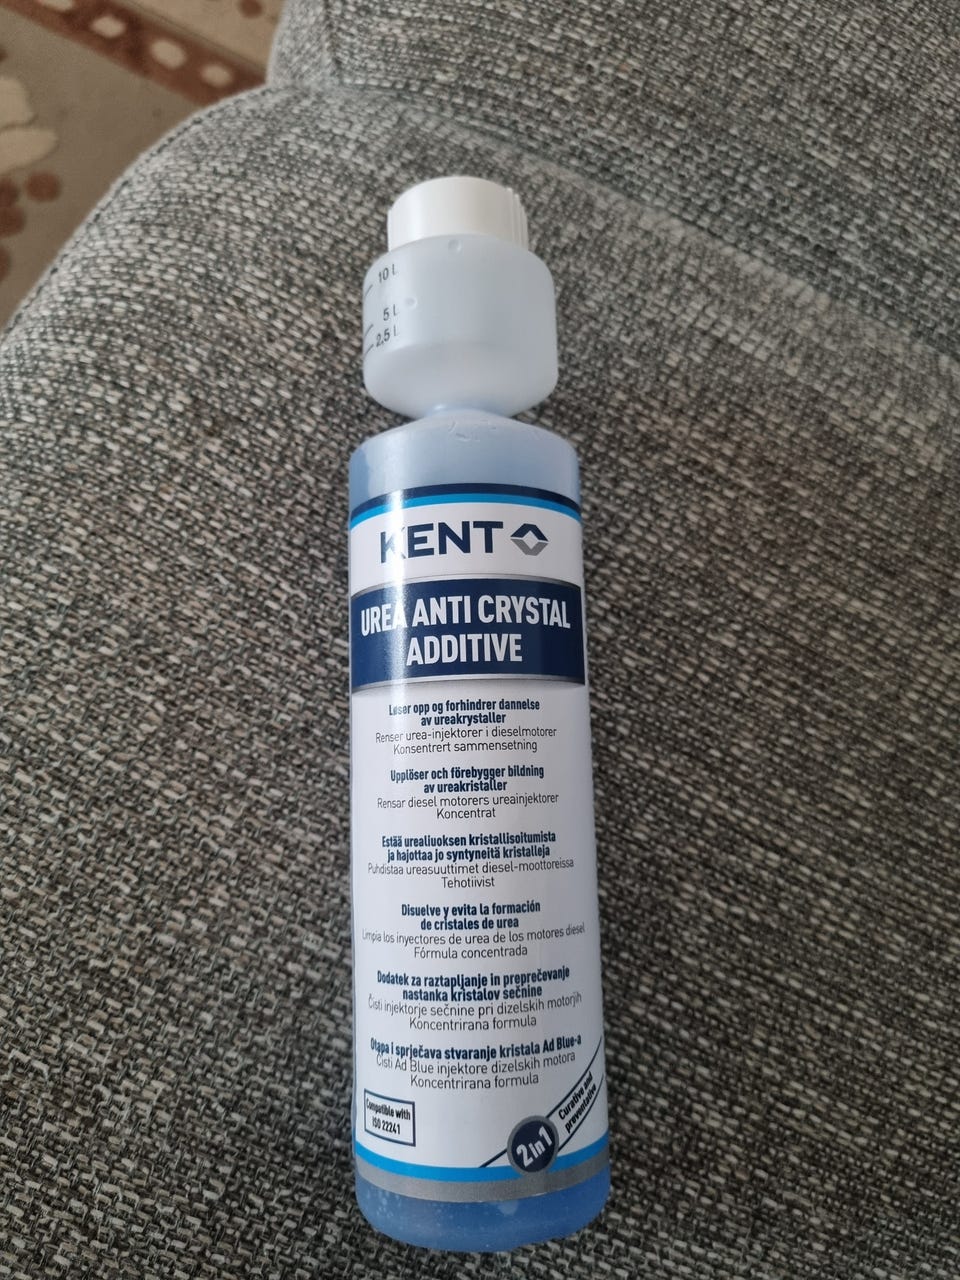 10 L
5 L
2,5 L
KENT
UREA ANTI CRYSTAL
ADDITIVE
Løser opp og forhindrer dannelse
av ureakrystaller
Renser urea-injektorer i dieselmotorer
Konsentrert sammensetning
Upplöser och förebygger bildning
av ureakristaller
Rensar diesel motorers ureainjektorer
Koncentrat
Estää urealiuoksen kristallisoitumista
ja hajottaa jo syntyneitä kristalleja
Puhdistaa ureasuuttimet diesel-moottoreissa
Tehotiivist
Disuelve y evita la formación
de cristales de urea
Limpia los inyectores de urea de los motores diesel
Fórmula concentrada
Dodatek za raztapljanje in preprečevanje
nastanka kristalov sečnine
Čisti injektorje sečnine pri dizelskih motorjih
Koncentrirana formula
Otapa i sprječava stvaranje kristala Ad Blue-a
Čisti Ad Blue injektore dizelskih motora
Koncentrirana formula
Compatible with
ISO 22241
2in1
Curative and
preventative